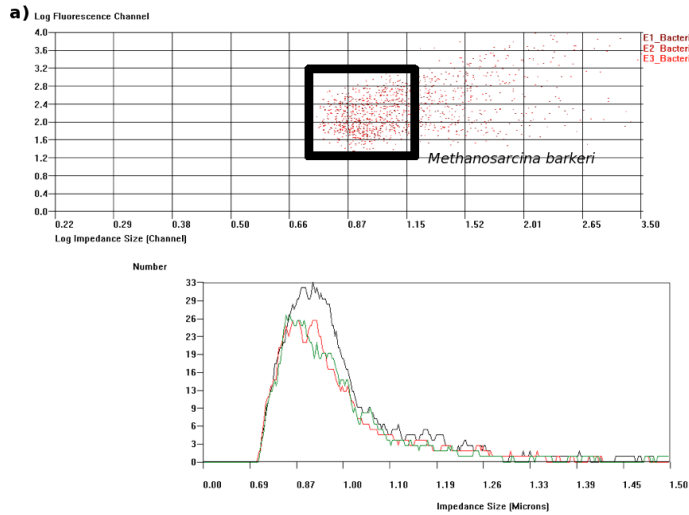 a) Log Fluorescence Channel
4.0
3.6
3.2
2.8
2.4
2.0
1.6
1.2
0.8
0.4
0.0
E1_Bacteri
E2_Bacteri
E3_Bacteri
Methanosarcina barkeri
0.22 0.29 0.38 0.50 0.66 0.87 1.15 1.52 2.01 2.65 3.50
Log Impedance Size (Channel)
Number
33
29
26
23
19
16
13
9
6
3
0
0.00 0.69 0.87 1.00 1.10 1.19 1.26 1.33 1.39 1.45 1.50
Impedance Size (Microns)